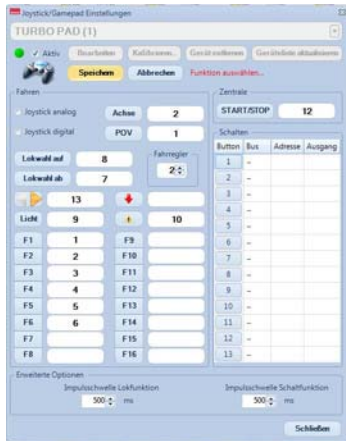 Joystick/Gamepad Einstellungen
TURBO PAD (1)
Aktiv Bearbeiten Kalibrieren... Gerät entfernen Geräteliste aktualisieren
Speichern Abbrechen Funktion auswählen...
Fahren
Joystick analog Achse 2
Joystick digital POV 1
Lokwahl auf 8
Lokwahl ab 7
Fahrregler
2
13
Licht 9 10
F1 1 F9
F2 2 F10
F3 3 F11
F4 4 F12
F5 5 F13
F6 6 F14
F7 F15
F8 F16
Zentrale
START/STOP 12
Schalten
Button Bus Adresse Ausgang
1 –
2 –
3 –
4 –
5 –
6 –
7 –
8 –
9 –
10 –
11 –
12 –
13 –
Erweiterte Optionen
Impulsschwelle Lokfunktion Impulsschwelle Schaltfunktion
500 ms 500 ms
Schließen